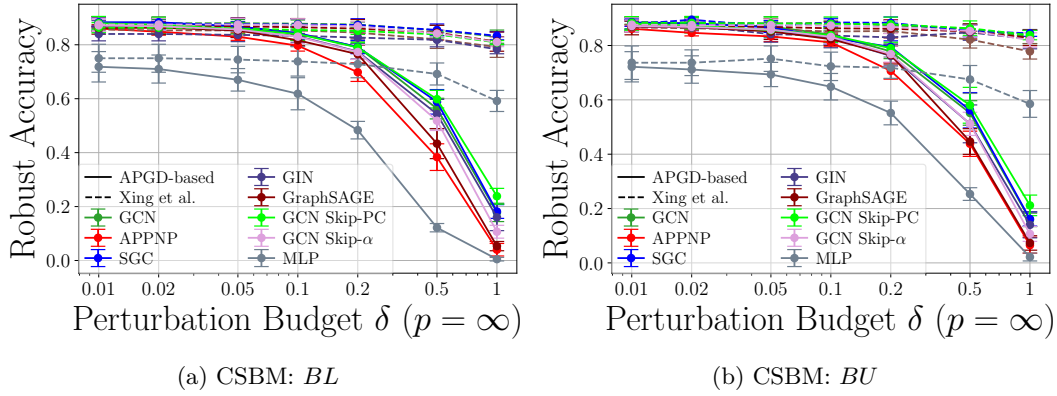 Robust Accuracy
0.8
0.6
0.4
0.2
0.0
APGD-based
Xing et al.
GCN
APPNP
SGC
GIN
GraphSAGE
GCN Skip-PC
GCN Skip-α
MLP
0.01 0.02 0.05 0.1 0.2 0.5 1
Perturbation Budget δ (p = ∞)
(a) CSBM: BL
Robust Accuracy
0.8
0.6
0.4
0.2
0.0
APGD-based
Xing et al.
GCN
APPNP
SGC
GIN
GraphSAGE
GCN Skip-PC
GCN Skip-α
MLP
0.01 0.02 0.05 0.1 0.2 0.5 1
Perturbation Budget δ (p = ∞)
(b) CSBM: BU